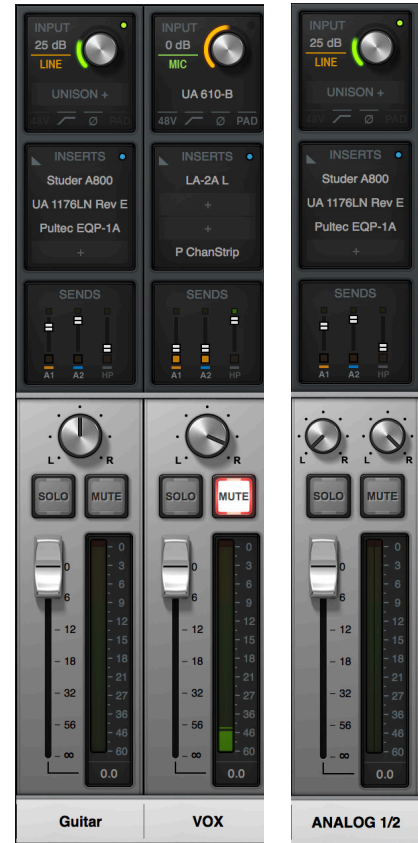 INPUT
25 dB
LINE
UNISON +
48V Ø PAD
INSERTS
Studer A800
UA 1176LN Rev E
Pultec EQP-1A
+
SENDS
A1 A2 HP
L R
SOLO MUTE
0
6
12
18
32
56
∞
0
3
6
9
12
15
18
21
27
36
46
60
0.0
Guitar
INPUT
0 dB
MIC
UA 610-B
48V Ø PAD
INSERTS
LA-2A L
+
+
P ChanStrip
SENDS
A1 A2 HP
L R
SOLO MUTE
0
6
12
18
32
56
∞
0
3
6
9
12
15
18
21
27
36
46
60
0.0
VOX
INPUT
25 dB
LINE
UNISON +
48V Ø PAD
INSERTS
Studer A800
UA 1176LN Rev E
Pultec EQP-1A
+
SENDS
A1 A2 HP
L R L R
SOLO MUTE
0
6
12
18
32
56
∞
0
3
6
9
12
15
18
21
27
36
46
60
0.0
ANALOG 1/2